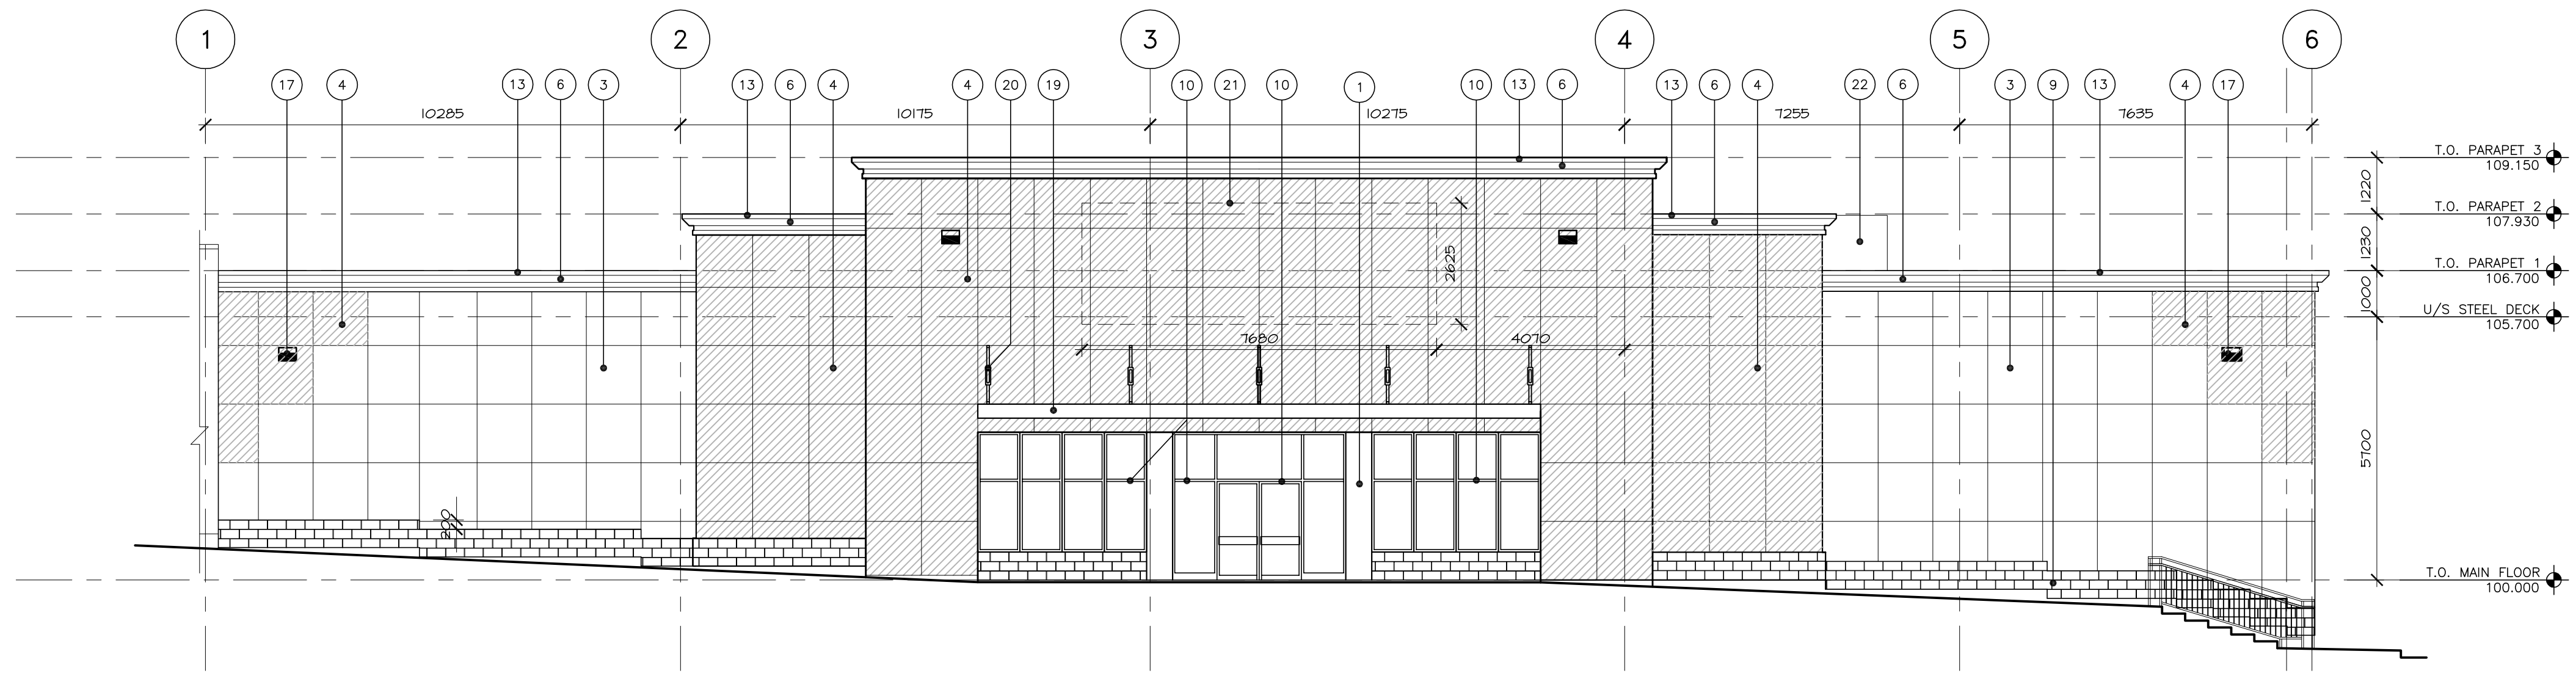 1 2 3 4 5 6
17 4 13 6 3 13 6 4 4 20 19 10 21 10 1 10 13 6 13 6 4 22 6 3 9 13 4 17
10285 10175 10275 7255 7635
T.O. PARAPET 3
109.150
1220
T.O. PARAPET 2
107.930
1230
2625
T.O. PARAPET 1
106.700
1000
U/S STEEL DECK
105.700
7680 4070
5700
200
T.O. MAIN FLOOR
100.000